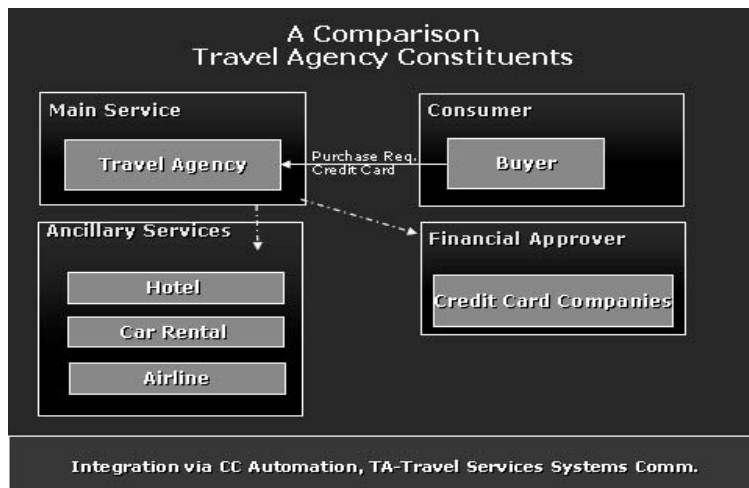 A Comparison
Travel Agency Constituents
Main Service
Travel Agency
Purchase Req.
Credit Card
Consumer
Buyer
Ancillary Services
Hotel
Car Rental
Airline
Financial Approver
Credit Card Companies
Integration via CC Automation, TA-Travel Services Systems Comm.